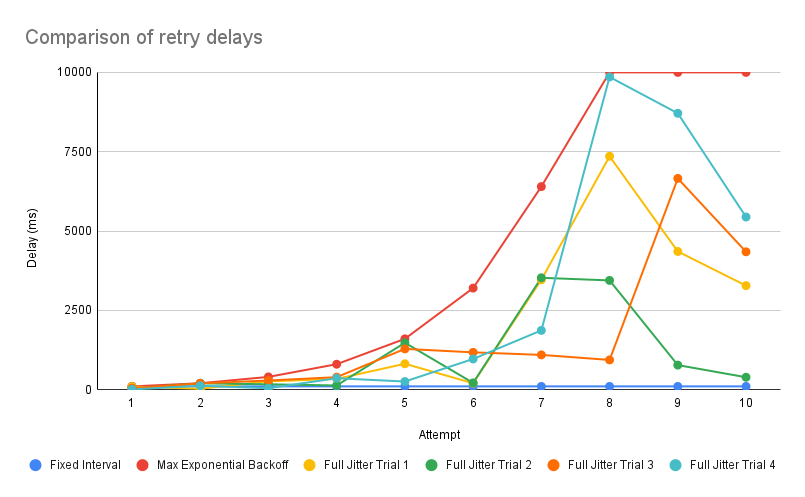 Comparison of retry delays
10000
7500
5000
2500
0
Delay (ms)
1 2 3 4 5 6 7 8 9 10
Attempt
Fixed Interval Max Exponential Backoff Full Jitter Trial 1 Full Jitter Trial 2 Full Jitter Trial 3 Full Jitter Trial 4